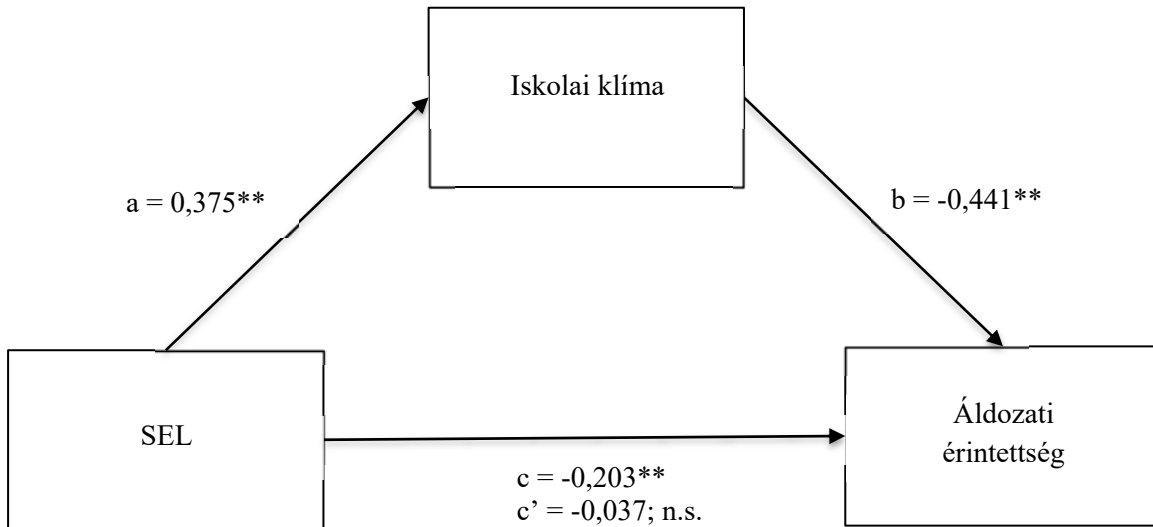 Iskolai klíma
a = 0,375**
b = -0,441**
SEL
Áldozati
érintettség
c = -0,203**
c’ = -0,037; n.s.